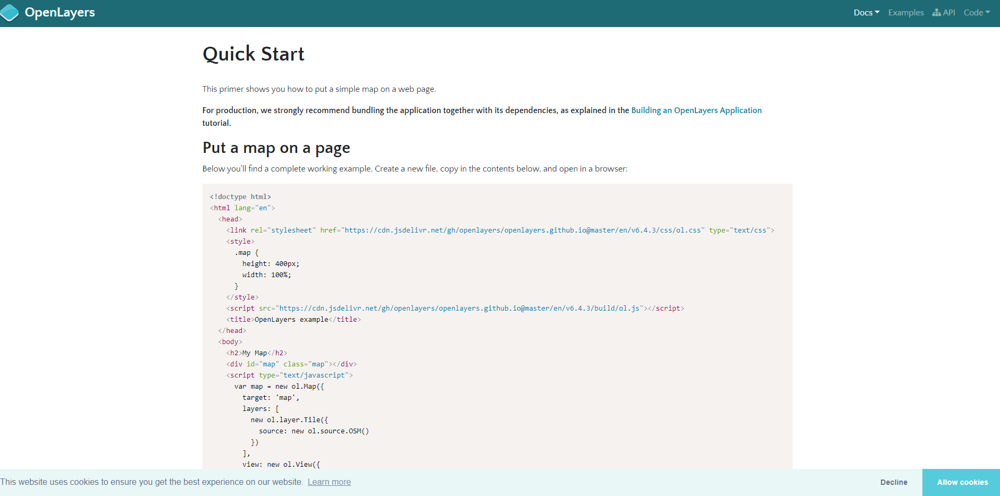 OpenLayers
Docs Examples API Code
Quick Start
This primer shows you how to put a simple map on a web page.
For production, we strongly recommend bundling the application together with its dependencies, as explained in the Building an OpenLayers Application
tutorial.
Put a map on a page
Below you'll find a complete working example. Create a new file, copy in the contents below, and open in a browser:
<!doctype html>
<html lang="en">
  <head>
    <link rel="stylesheet" href="https://cdn.jsdelivr.net/gh/openlayers/openlayers.github.io@master/en/v6.4.3/css/ol.css" type="text/css">
    <style>
      .map {
        height: 400px;
        width: 100%;
      }
    </style>
    <script src="https://cdn.jsdelivr.net/gh/openlayers/openlayers.github.io@master/en/v6.4.3/build/ol.js"></script>
    <title>OpenLayers example</title>
  </head>
  <body>
    <h2>My Map</h2>
    <div id="map" class="map"></div>
    <script type="text/javascript">
      var map = new ol.Map({
        target: 'map',
        layers: [
          new ol.layer.Tile({
            source: new ol.source.OSM()
          })
        ],
        view: new ol.View({
This website uses cookies to ensure you get the best experience on our website. Learn more
Decline
Allow cookies